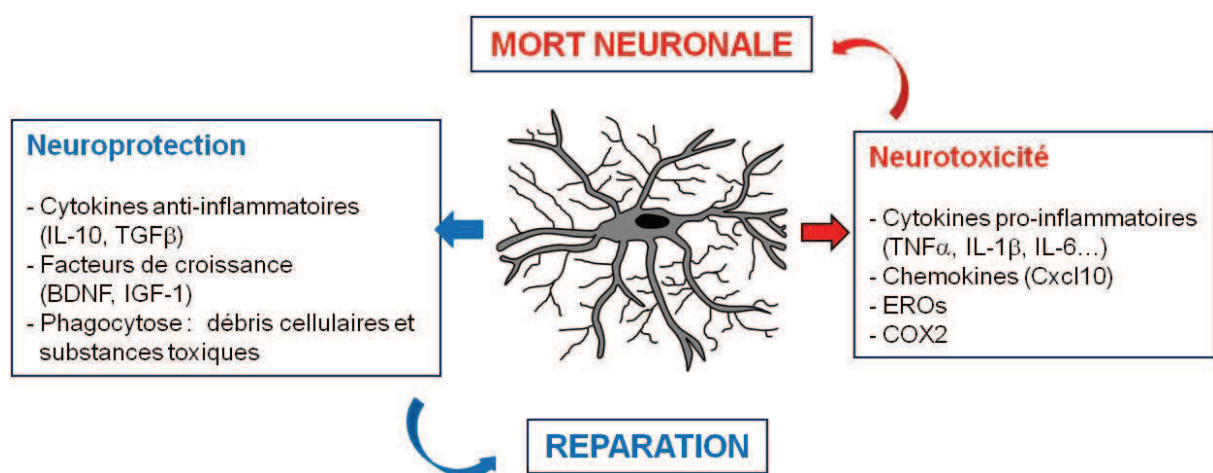 MORT NEURONALE
Neuroprotection
- Cytokines anti-inflammatoires
(IL-10, TGFβ)
- Facteurs de croissance
(BDNF, IGF-1)
- Phagocytose : débris cellulaires et
substances toxiques
Neurotoxicité
- Cytokines pro-inflammatoires
(TNFα, IL-1β, IL-6...)
- Chemokines (Cxcl10)
- EROs
- COX2
REPARATION